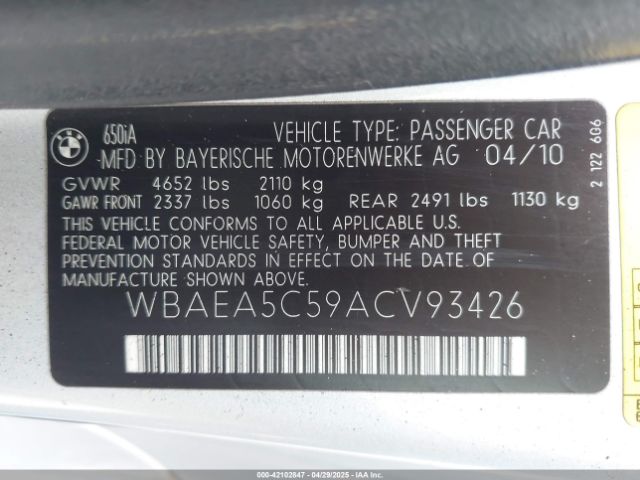 BMW
650iA
VEHICLE TYPE: PASSENGER CAR
MFD BY BAYERISCHE MOTORENWERKE AG 04/10
GVWR 4652 lbs 2110 kg
GAWR FRONT 2337 lbs 1060 kg REAR 2491 lbs 1130 kg
THIS VEHICLE CONFORMS TO ALL APPLICABLE U.S.
FEDERAL MOTOR VEHICLE SAFETY, BUMPER AND THEFT
PREVENTION STANDARDS IN EFFECT ON THE DATE OF
MANUFACTURE SHOWN ABOVE.
WBAEA5C59ACV93426
2 122 606
000-42102847 - 04/29/2025 - IAAI.COM